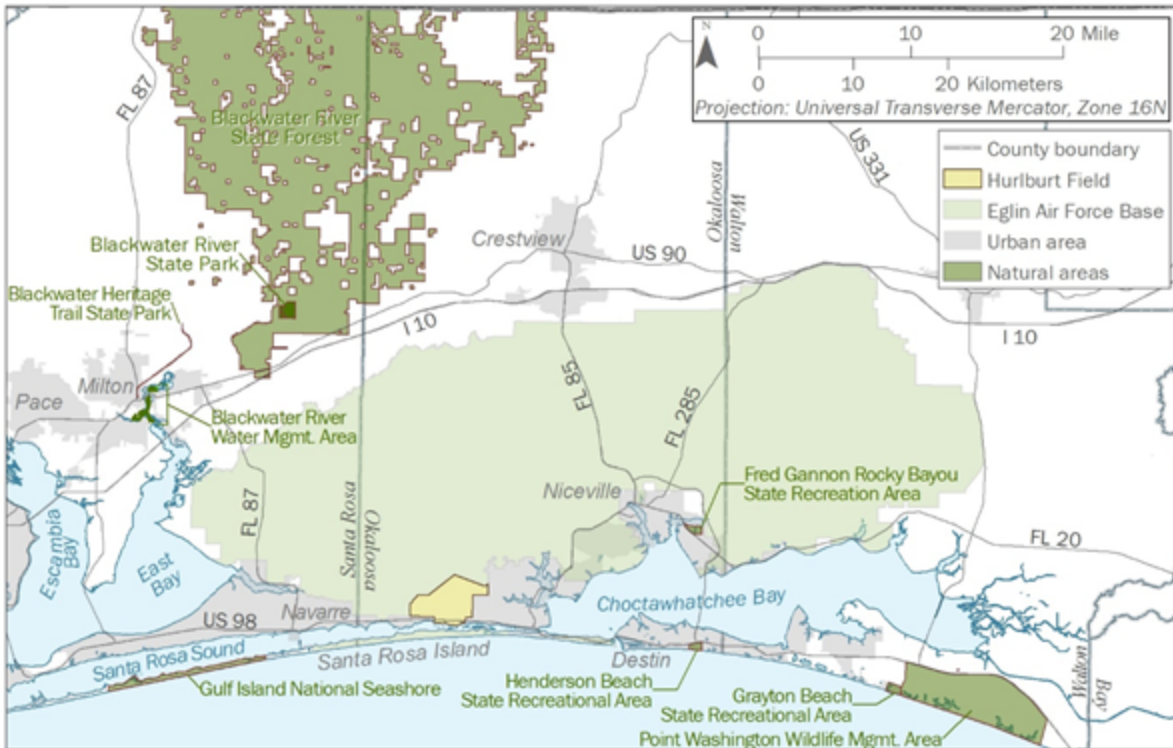 N
0 10 20 Mile
0 10 20 Kilometers
Projection: Universal Transverse Mercator, Zone 16N
County boundary
Hurlburt Field
Eglin Air Force Base
Urban area
Natural areas
FL 87
Blackwater River
State Forest
US 331
Okaloosa
Walton
Crestview
US 90
Blackwater River
State Park
Blackwater Heritage
Trail State Park
I 10
I 10
Milton
Pace
FL 85
FL 285
Blackwater River
Water Mgmt. Area
Fred Gannon Rocky Bayou
State Recreation Area
Niceville
FL 87
Santa Rosa
Okaloosa
Escambia
Bay
East
Bay
FL 20
Choctawhatchee Bay
Navarre
US 98
Santa Rosa Sound
Santa Rosa Island
Destin
Gulf Island National Seashore
Henderson Beach
State Recreational Area
Grayton Beach
State Recreational Area
Point Washington Wildlife Mgmt. Area
Walton
Bay